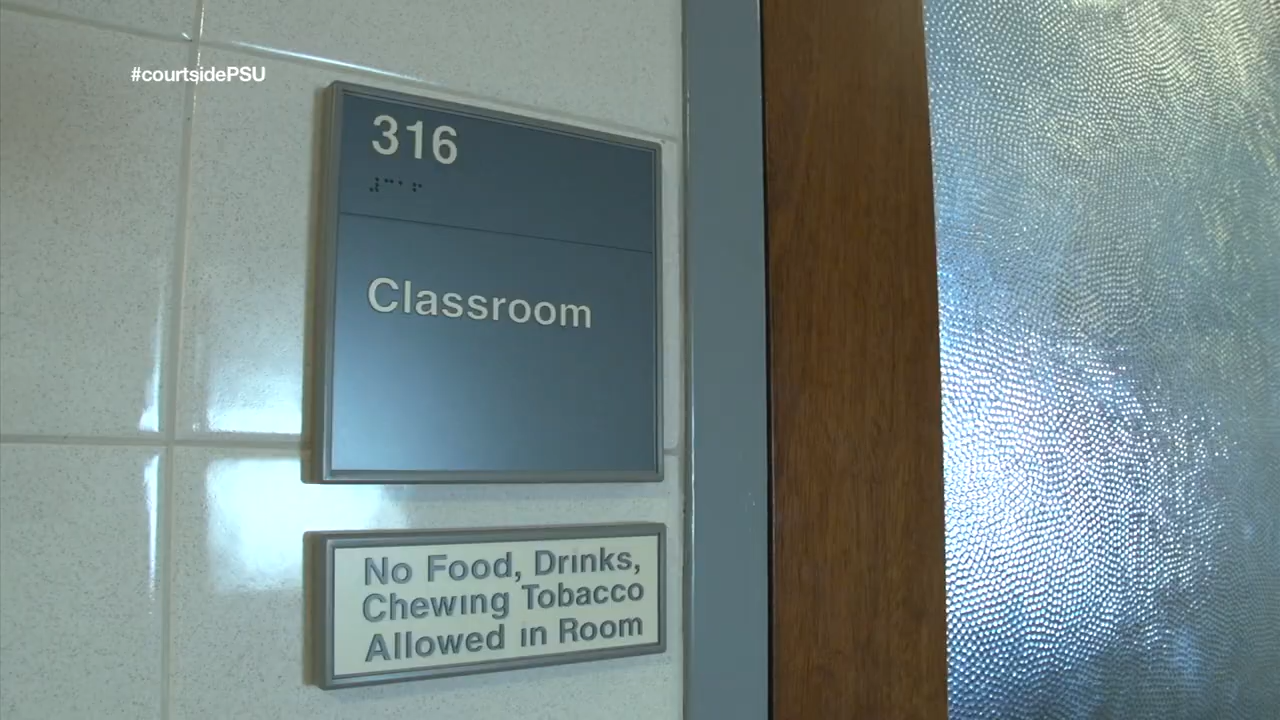 #courtsidePSU
316
Classroom
No Food, Drinks,
Chewing Tobacco
Allowed in Room